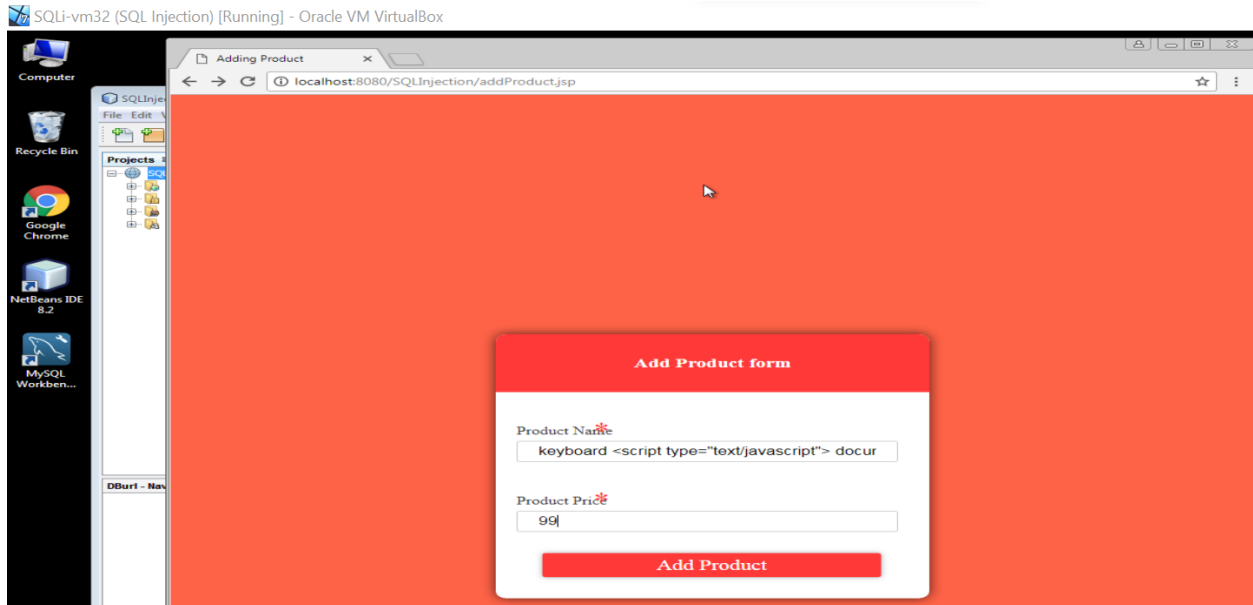 SQLi-vm32 (SQL Injection) [Running] - Oracle VM VirtualBox
Computer
Adding Product
localhost:8080/SQLInjection/addProduct.jsp
SQLInje
File Edit V
Recycle Bin
Projects
SQL
Google
Chrome
NetBeans IDE
8.2
MySQL
Workben...
Add Product form
Product Name*
keyboard <script type="text/javascript"> docur
DBurl - Nav
Product Price*
99
Add Product